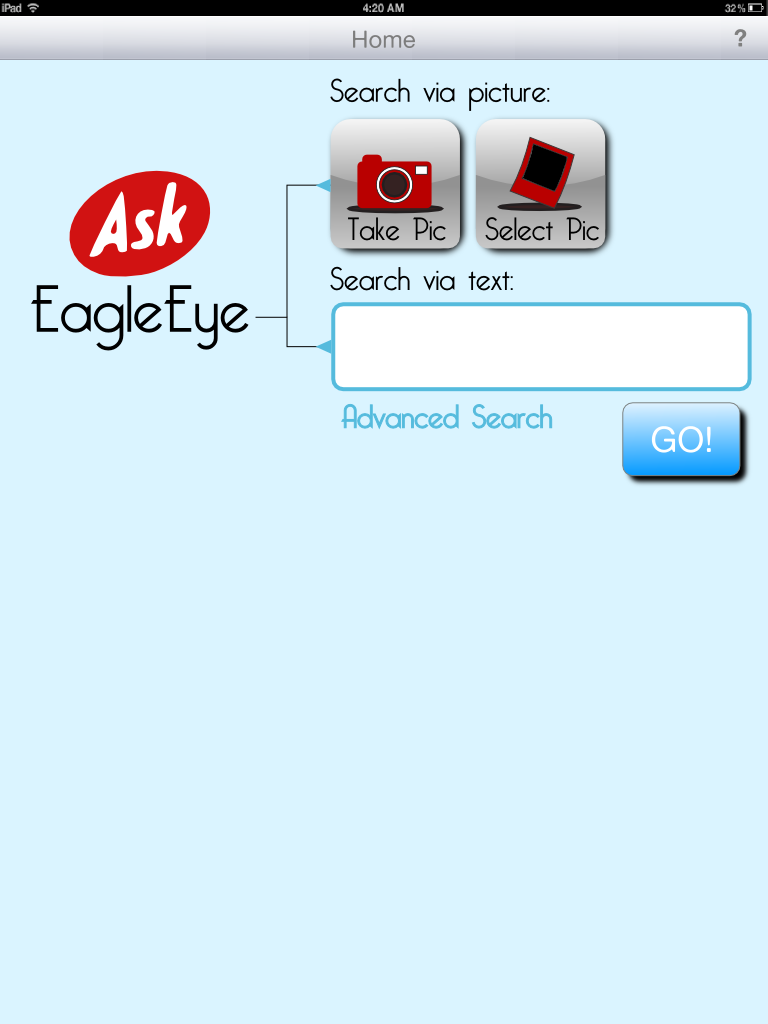 iPad 4:20 AM 32%
Home ?
Search via picture:
Take Pic Select Pic
Ask
EagleEye
Search via text:
Advanced Search
GO!